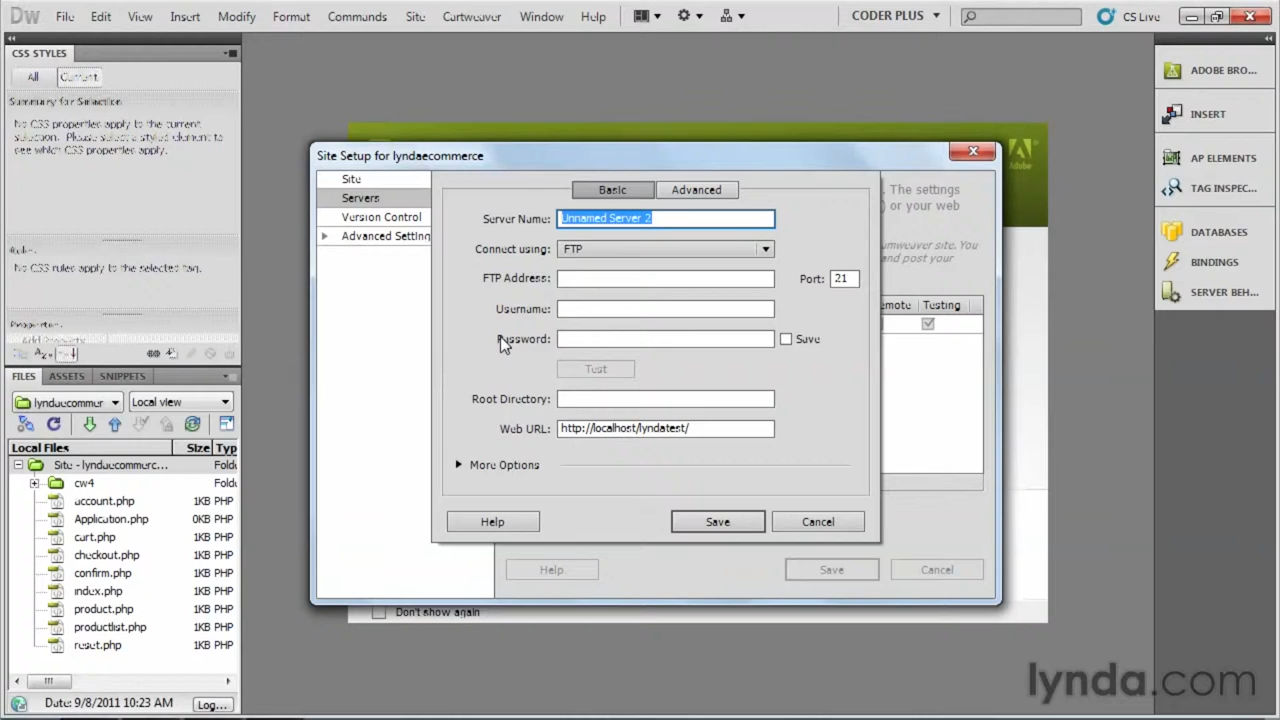 Dw File Edit View Insert Modify Format Commands Site Curtweaver Window Help CODER PLUS CS Live
CSS STYLES
All Current
Summary for Selection
No CSS properties apply to the current
selection. Please select a styled element to
see which CSS properties apply.
Rules
No CSS rules apply to the selected tag.
Properties
Add Property
FILES ASSETS SNIPPETS
lyndaecommer Local view
Local Files Size Typ
Site - lyndaecommerc... Folde
cw4 Folde
account.php 1KB PHP
Application.php 0KB PHP
cart.php 1KB PHP
checkout.php 1KB PHP
confirm.php 1KB PHP
index.php 1KB PHP
product.php 1KB PHP
productlist.php 1KB PHP
reset.php 1KB PHP
Date: 9/8/2011 10:23 AM Log...
Site Setup for lyndaecommerce
Site
Servers
Version Control
Advanced Setting
Basic Advanced
Server Name: Unnamed Server 2
Connect using: FTP
FTP Address: Port: 21
Username:
Password: Save
Test
Root Directory:
Web URL: http://localhost/lyndatest/
More Options
Help Save Cancel
. The settings
) or your web
eamweaver site. You
and post your
emote Testing
Help Save Cancel
Don't show again
Adobe
ADOBE BRO...
INSERT
AP ELEMENTS
TAG INSPEC...
DATABASES
BINDINGS
SERVER BEH...
lynda.com